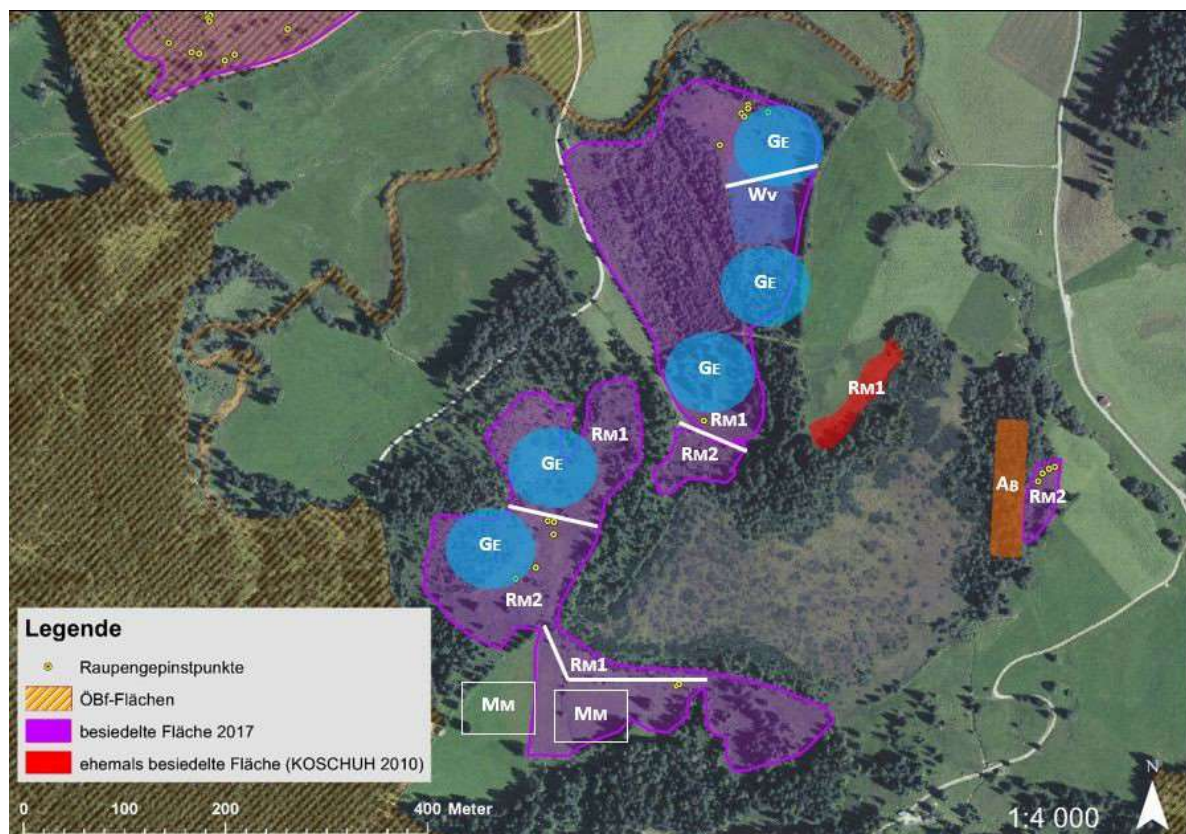 GE
WV
GE
GE
RM1
RM1
RM2
RM1
GE
AB
RM2
GE
RM2
RM1
MM
MM
Legende
Raupengepinstpunkte
ÖBf-Flächen
besiedelte Fläche 2017
ehemals besiedelte Fläche (KOSCHUH 2010)
0 100 200 400 Meter
1:4 000
N